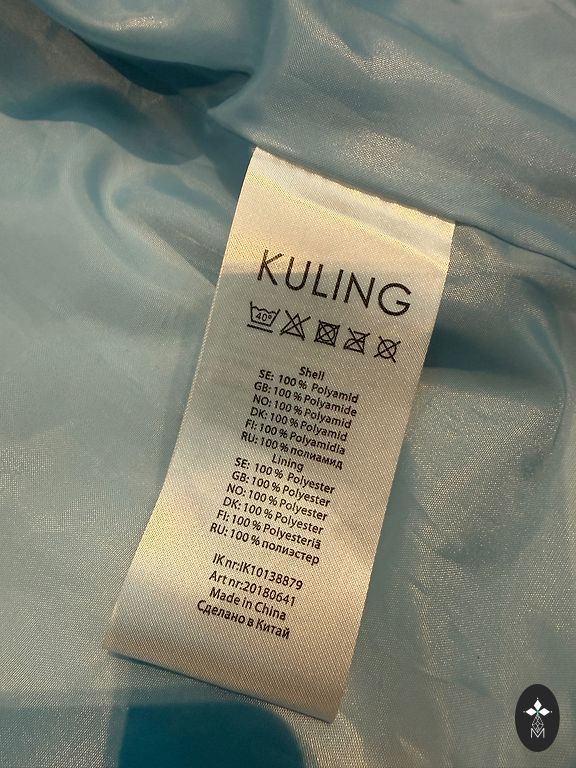 KULING
40°
Shell
SE: 100 % Polyamid
GB: 100 % Polyamide
NO: 100 % Polyamid
DK: 100 % Polyamid
FI: 100 % Polyamidia
RU: 100 % полиамид
Lining
SE: 100 % Polyester
GB: 100 % Polyester
NO: 100 % Polyester
DK: 100 % Polyester
FI: 100 % Polyesteriä
RU: 100 % полиэстер
IK nr:IK10138879
Art nr:20180641
Made in China
Сделано в Китай
M